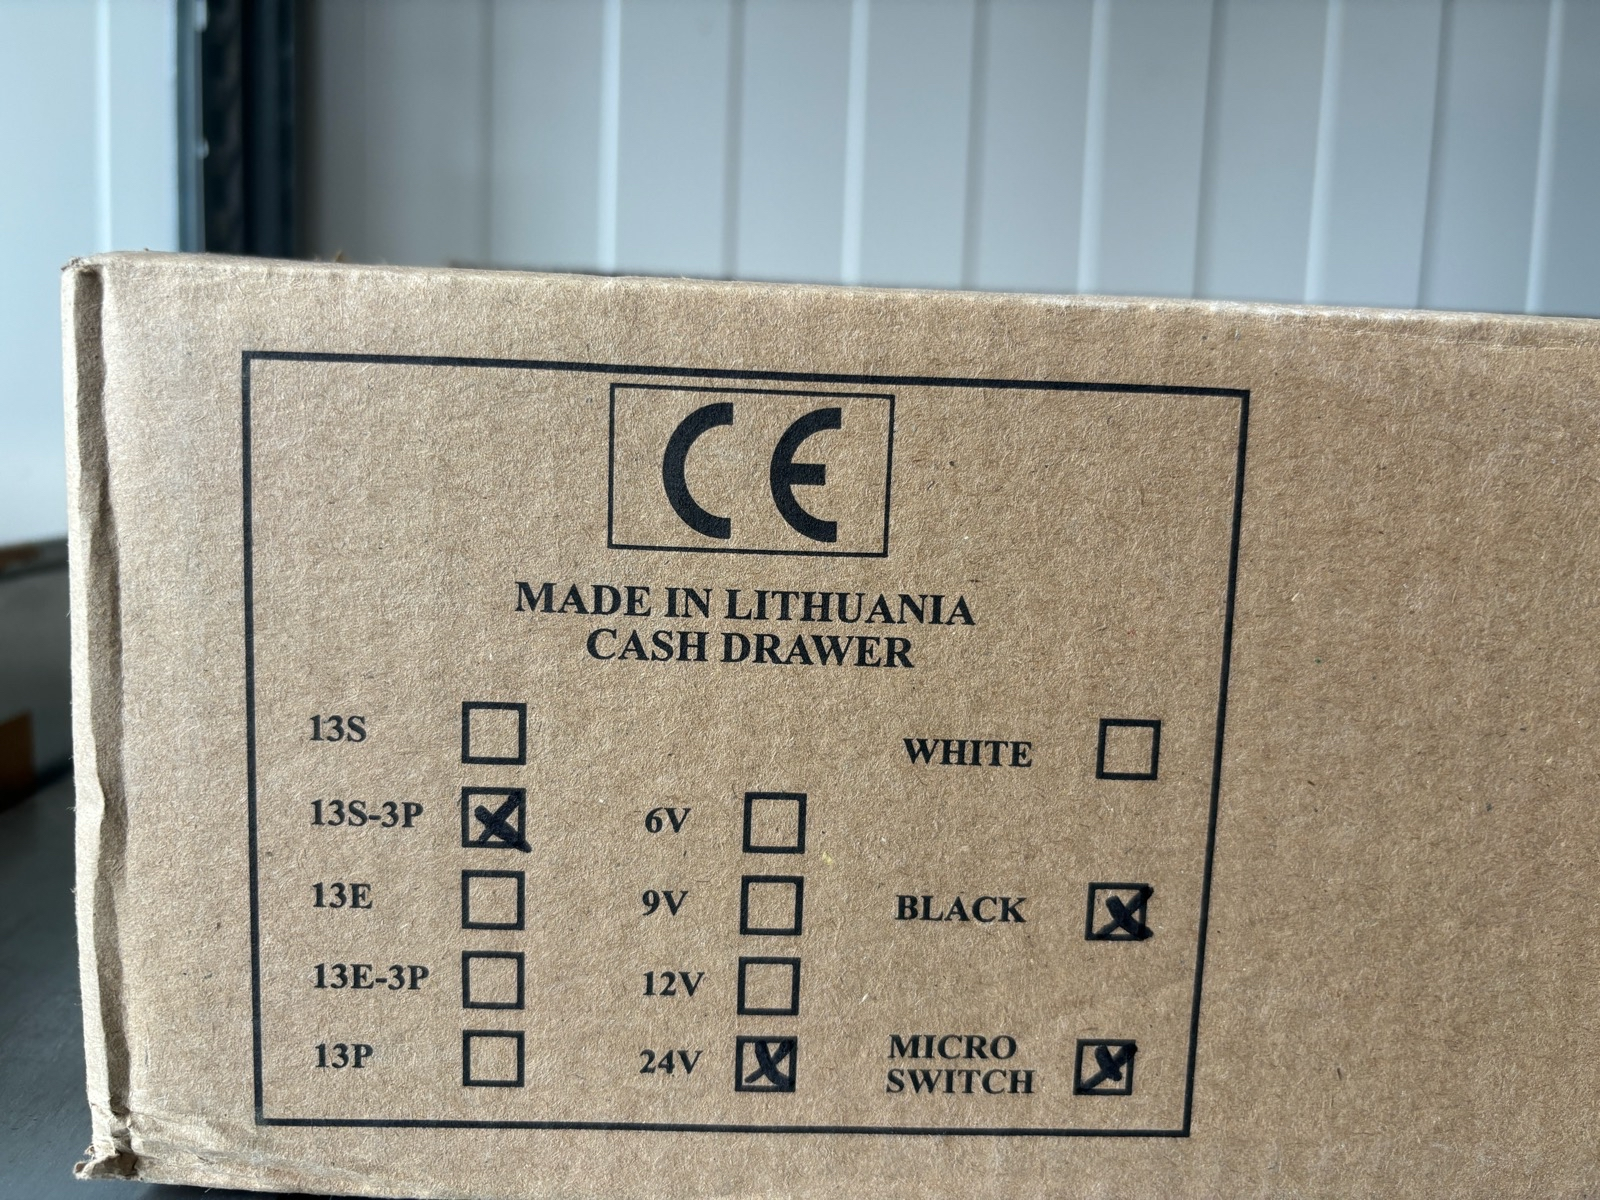 CE
MADE IN LITHUANIA
CASH DRAWER
13S
13S-3P
13E
13E-3P
13P
6V
9V
12V
24V
WHITE
BLACK
MICRO
SWITCH